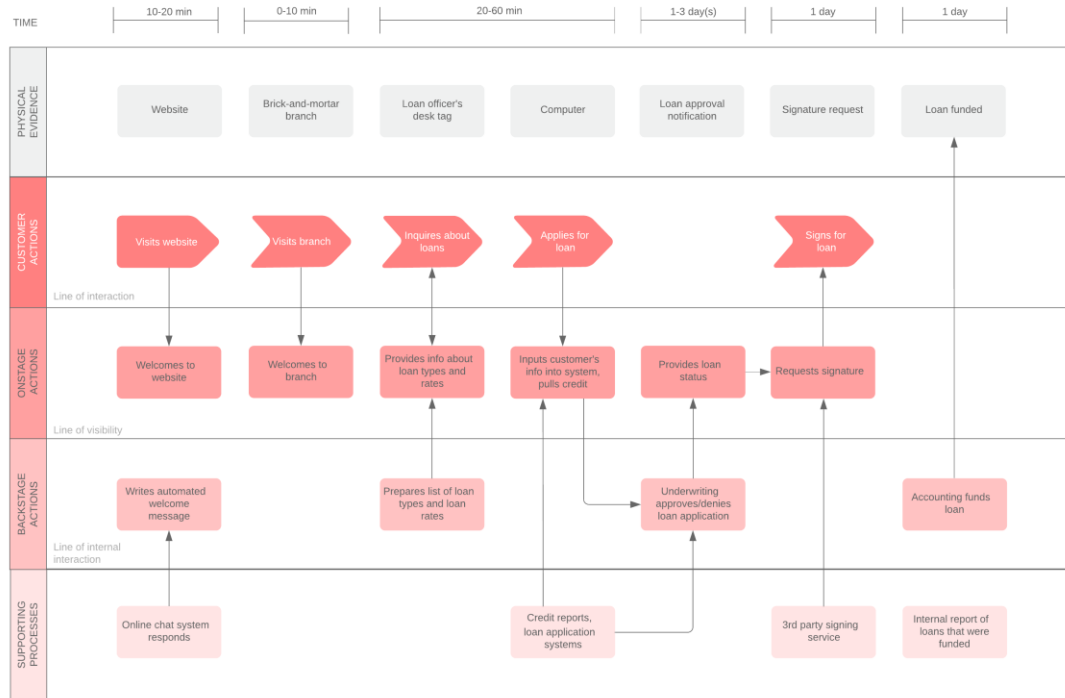 TIME
10-20 min
0-10 min
20-60 min
1-3 day(s)
1 day
1 day
PHYSICAL
EVIDENCE
Website
Brick-and-mortar
branch
Loan officer's
desk tag
Computer
Loan approval
notification
Signature request
Loan funded
CUSTOMER
ACTIONS
Visits website
Visits branch
Inquires about
loans
Applies for
loan
Signs for
loan
Line of interaction
ONSTAGE
ACTIONS
Welcomes to
website
Welcomes to
branch
Provides info about
loan types and
rates
Inputs customer's
info into system,
pulls credit
Provides loan
status
Requests signature
Line of visibility
BACKSTAGE
ACTIONS
Writes automated
welcome
message
Prepares list of loan
types and loan
rates
Underwriting
approves/denies
loan application
Accounting funds
loan
Line of internal
interaction
SUPPORTING
PROCESSES
Online chat system
responds
Credit reports,
loan application
systems
3rd party signing
service
Internal report of
loans that were
funded